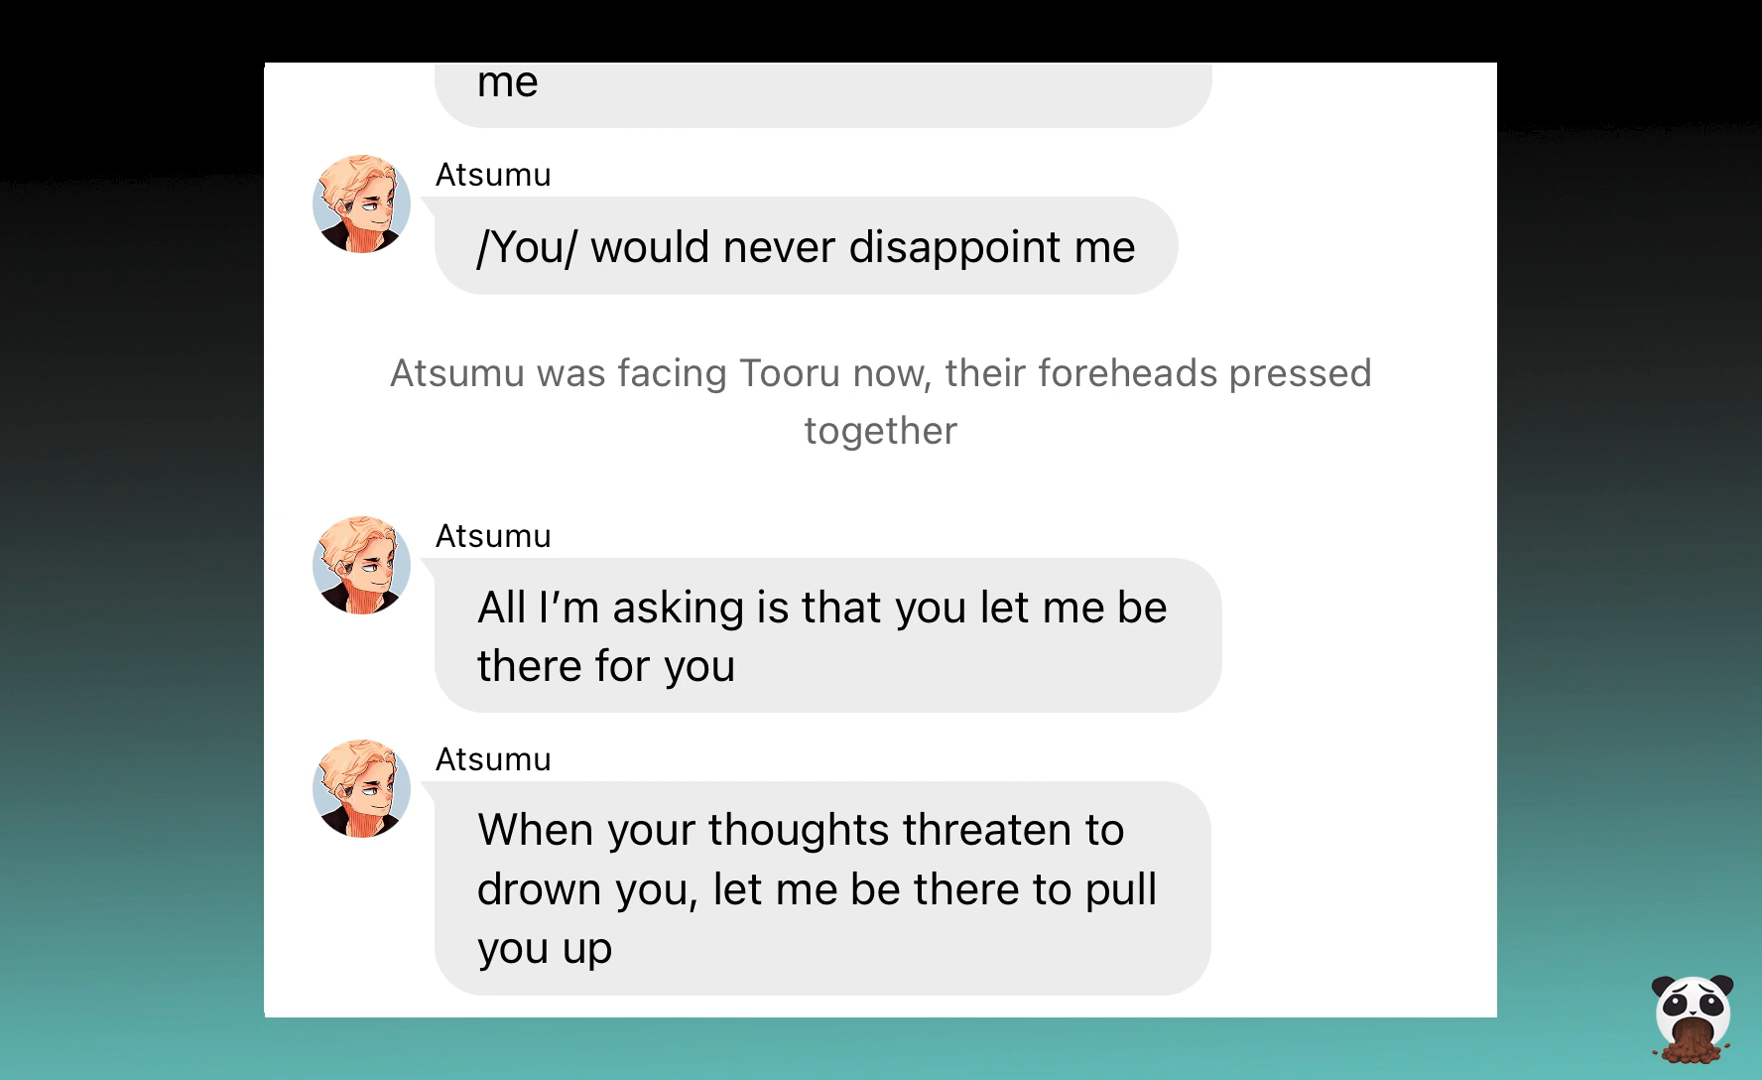 me
Atsumu
/You/ would never disappoint me
Atsumu was facing Tooru now, their foreheads pressed
together
Atsumu
All I’m asking is that you let me be
there for you
Atsumu
When your thoughts threaten to
drown you, let me be there to pull
you up